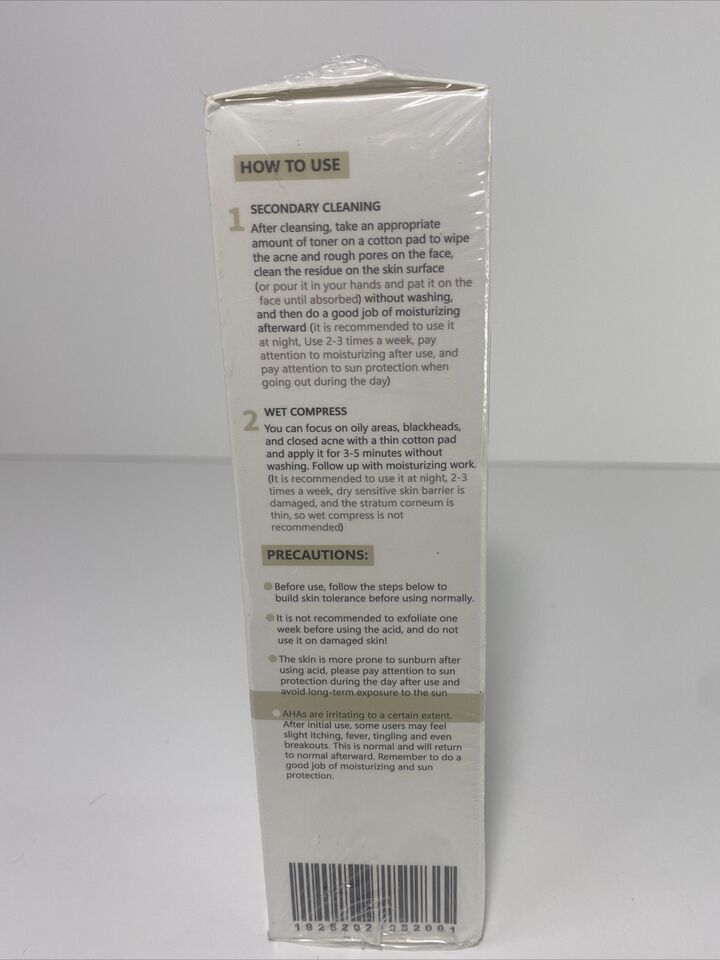 HOW TO USE
1
SECONDARY CLEANING
After cleansing, take an appropriate
amount of toner on a cotton pad to wipe
the acne and rough pores on the face,
clean the residue on the skin surface
(or pour it in your hands and pat it on the
face until absorbed) without washing,
and then do a good job of moisturizing
afterward (it is recommended to use it
at night, Use 2-3 times a week, pay
attention to moisturizing after use, and
pay attention to sun protection when
going out during the day)
2
WET COMPRESS
You can focus on oily areas, blackheads,
and closed acne with a thin cotton pad
and apply it for 3-5 minutes without
washing. Follow up with moisturizing work.
(It is recommended to use it at night, 2-3
times a week, dry sensitive skin barrier is
damaged, and the stratum corneum is
thin, so wet compress is not
recommended)
PRECAUTIONS:
Before use, follow the steps below to
build skin tolerance before using normally.
It is not recommended to exfoliate one
week before using the acid, and do not
use it on damaged skin!
The skin is more prone to sunburn after
using acid, please pay attention to sun
protection during the day after use and
avoid long-term exposure to the sun
AHAs are irritating to a certain extent.
After initial use, some users may feel
slight itching, fever, tingling and even
breakouts. This is normal and will return
to normal afterward. Remember to do a
good job of moisturizing and sun
protection.